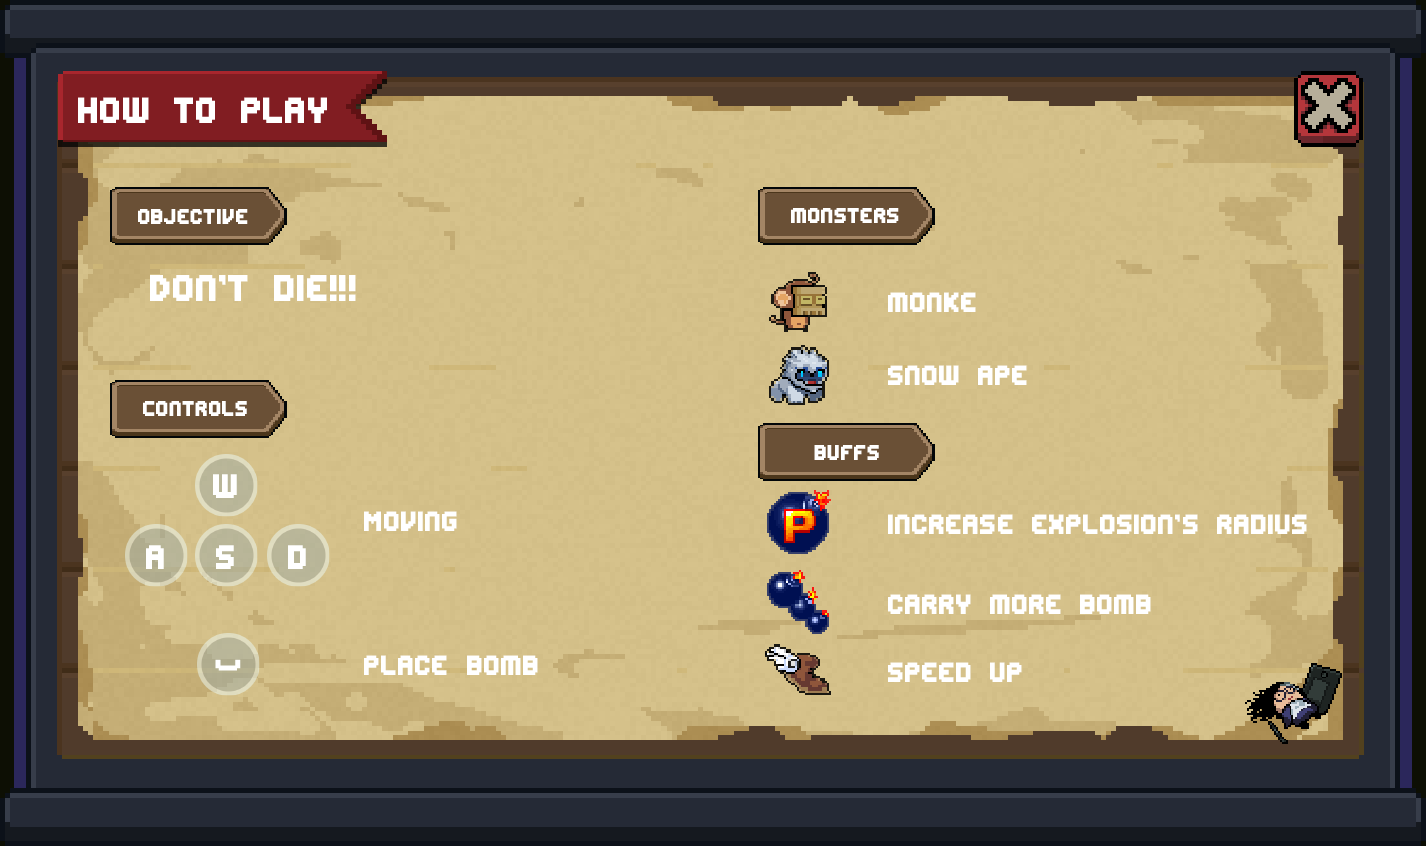 HOW TO PLAY
OBJECTIVE
DON'T DIE!!!
CONTROLS
W
A S D
MOVING
PLACE BOMB
MONSTERS
MONKE
SNOW APE
BUFFS
P
INCREASE EXPLOSION'S RADIUS
CARRY MORE BOMB
SPEED UP